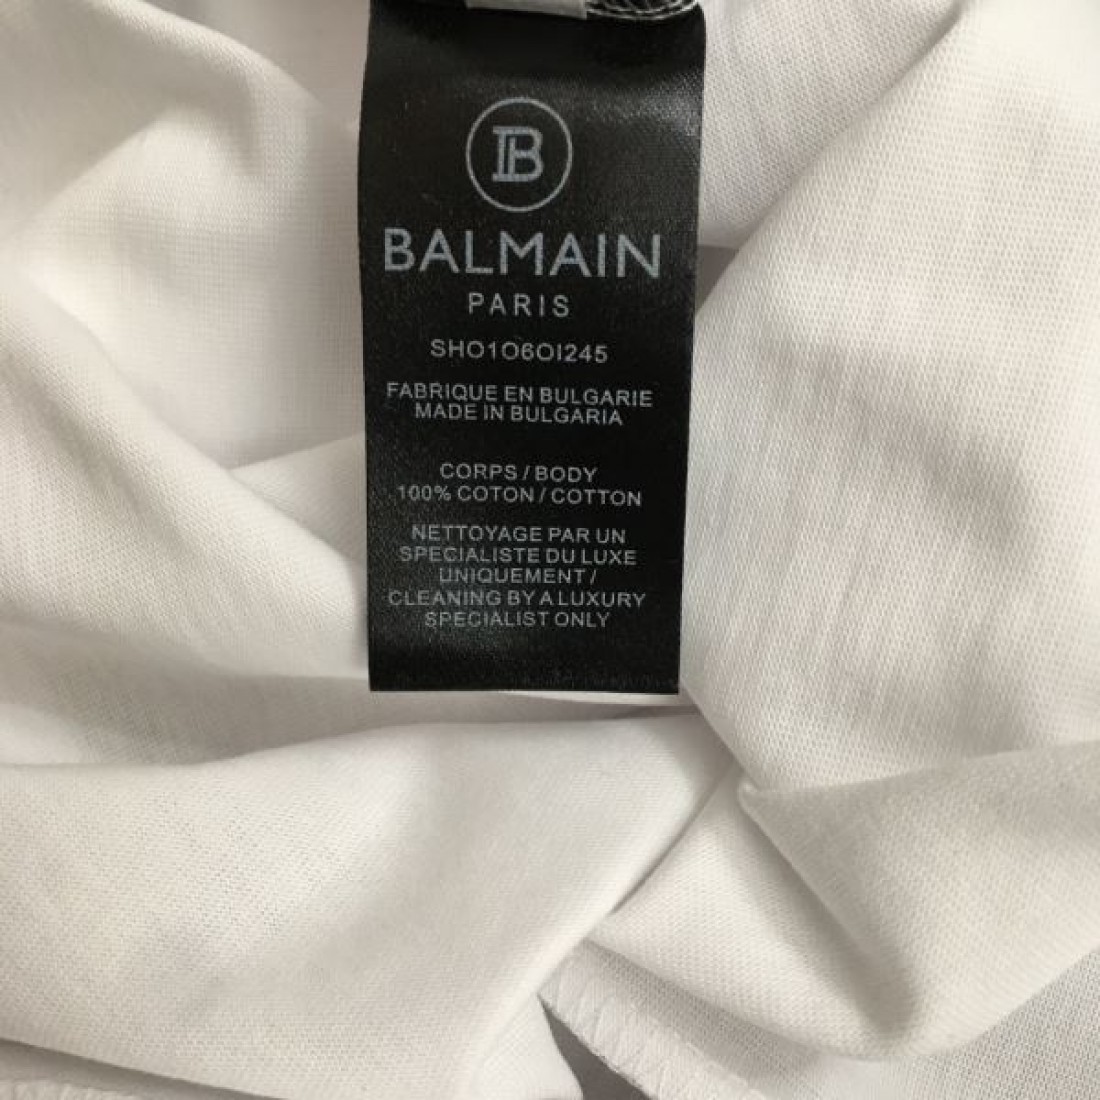 B
BALMAIN
PARIS
SHO1O6OI245
FABRIQUE EN BULGARIE
MADE IN BULGARIA
CORPS / BODY
100% COTON / COTTON
NETTOYAGE PAR UN
SPECIALISTE DU LUXE
UNIQUEMENT /
CLEANING BY A LUXURY
SPECIALIST ONLY